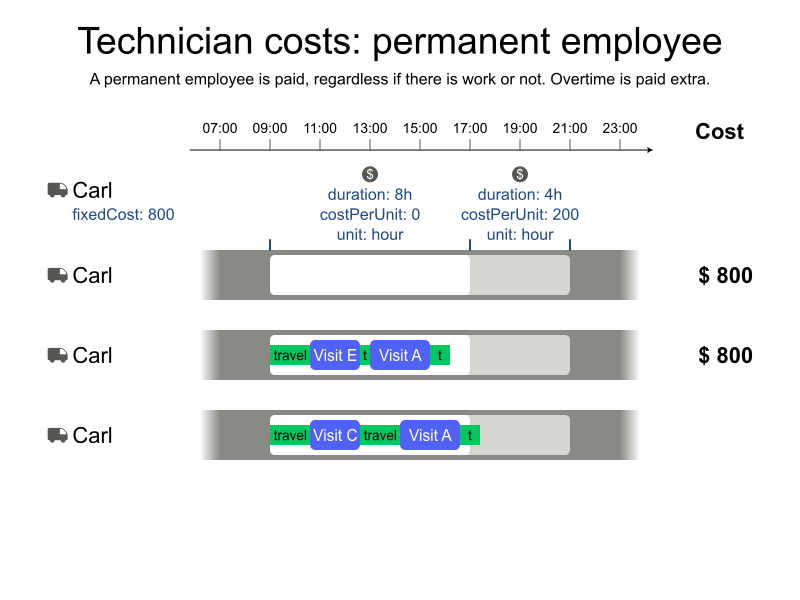 Technician costs: permanent employee
A permanent employee is paid, regardless if there is work or not. Overtime is paid extra.
07:00 09:00 11:00 13:00 15:00 17:00 19:00 21:00 23:00 Cost
$ $
Carl duration: 8h duration: 4h
fixedCost: 800 costPerUnit: 0 costPerUnit: 200
unit: hour unit: hour
Carl $ 800
Carl travel Visit E t Visit A t $ 800
Carl travel Visit C travel Visit A t